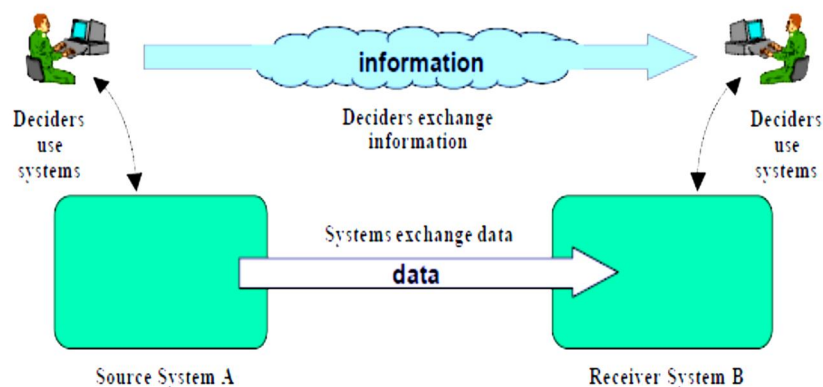 information
Deciders exchange
information
Deciders
use
systems
Deciders
use
systems
Systems exchange data
data
Source System A
Receiver System B